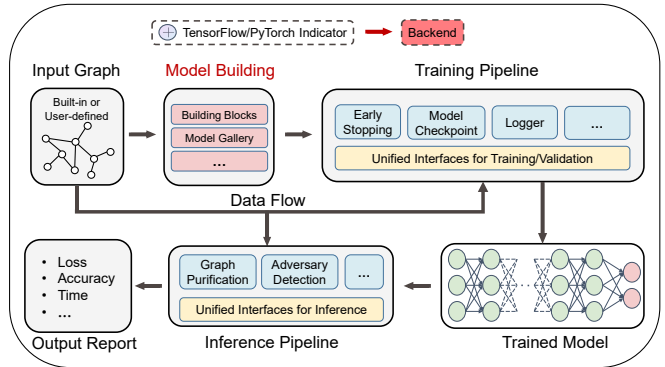 TensorFlow/PyTorch Indicator
Backend
Input Graph
Model Building
Training Pipeline
Built-in or
User-defined
Building Blocks
Model Gallery
...
Early
Stopping
Model
Checkpoint
Logger
...
Unified Interfaces for Training/Validation
Data Flow
• Loss
• Accuracy
• Time
• ...
Graph
Purification
Adversary
Detection
...
Unified Interfaces for Inference
Output Report
Inference Pipeline
Trained Model